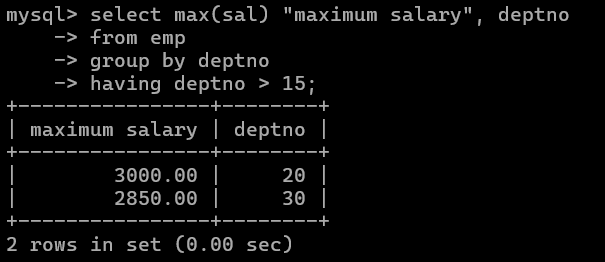 mysql> select max(sal) "maximum salary", deptno
    -> from emp
    -> group by deptno
    -> having deptno > 15;
+----------------+--------+
| maximum salary | deptno |
+----------------+--------+
|        3000.00 |     20 |
|        2850.00 |     30 |
+----------------+--------+
2 rows in set (0.00 sec)